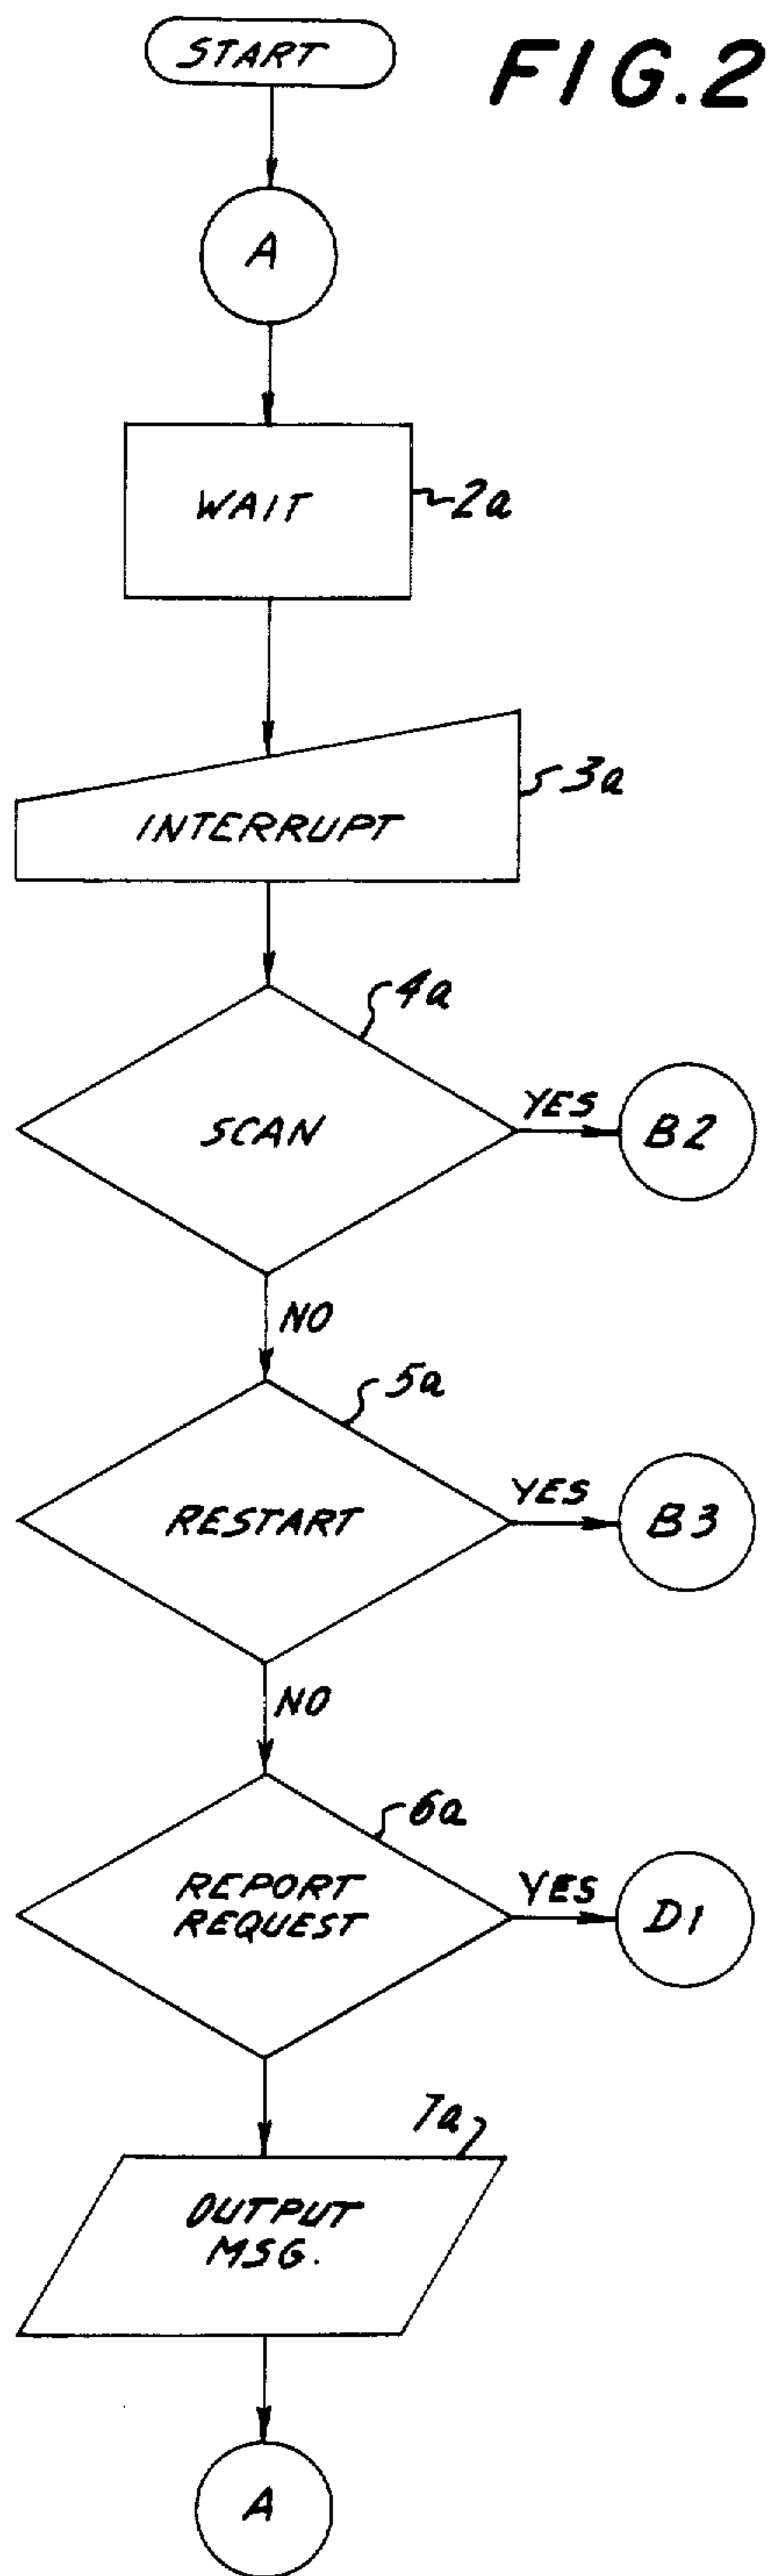 START
FIG.2
A
WAIT
2a
3a
INTERRUPT
4a
SCAN
YES
B2
NO
5a
RESTART
YES
B3
NO
6a
REPORT
REQUEST
YES
D1
7a
OUTPUT
MSG.
A